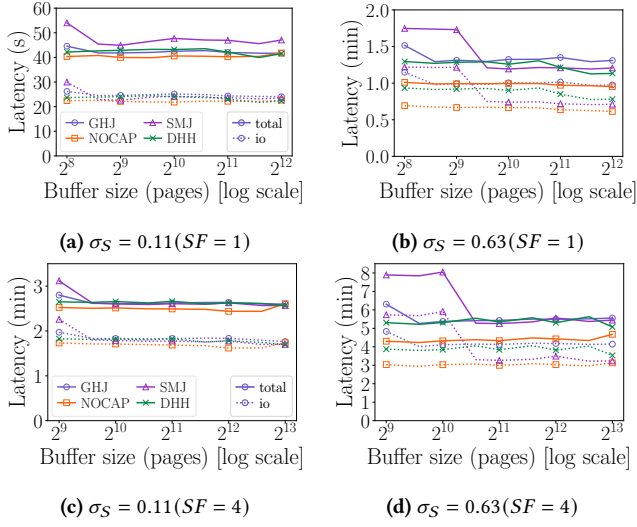 60
50
40
30
20
10
0
Latency (s)
GHJ
SMJ
total
NOCAP
DHH
io
2^8 2^9 2^10 2^11 2^12
Buffer size (pages) [log scale]
(a) σ_S = 0.11(SF = 1)
2.0
1.5
1.0
0.5
0.0
Latency (min)
2^8 2^9 2^10 2^11 2^12
Buffer size (pages) [log scale]
(b) σ_S = 0.63(SF = 1)
3
2
1
0
Latency (min)
GHJ
SMJ
total
NOCAP
DHH
io
2^9 2^10 2^11 2^12 2^13
Buffer size (pages) [log scale]
(c) σ_S = 0.11(SF = 4)
8
7
6
5
4
3
2
1
0
Latency (min)
2^9 2^10 2^11 2^12 2^13
Buffer size (pages) [log scale]
(d) σ_S = 0.63(SF = 4)